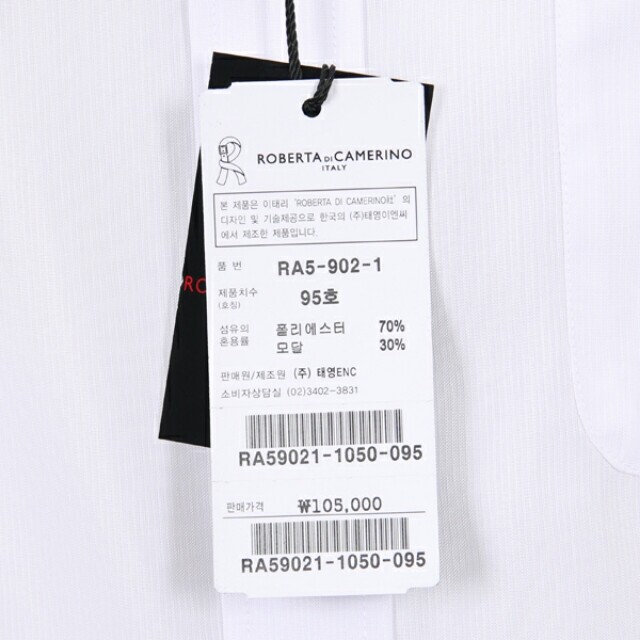 ROBERTA DI CAMERINO
ITALY
본 제품은 이태리 'ROBERTA DI CAMERINO社' 의
디자인 및 기술제공으로 한국의 (주)태영이엔씨
에서 제조한 제품입니다.
품 번 RA5-902-1
제품치수 95호
(호칭)
섬유의 폴리에스터 70%
혼용률 모달 30%
판매원/제조원 (주) 태영ENC
소비자상담실 (02)3402-3831
RA59021-1050-095
판매가격 ₩105,000
RA59021-1050-095
RO